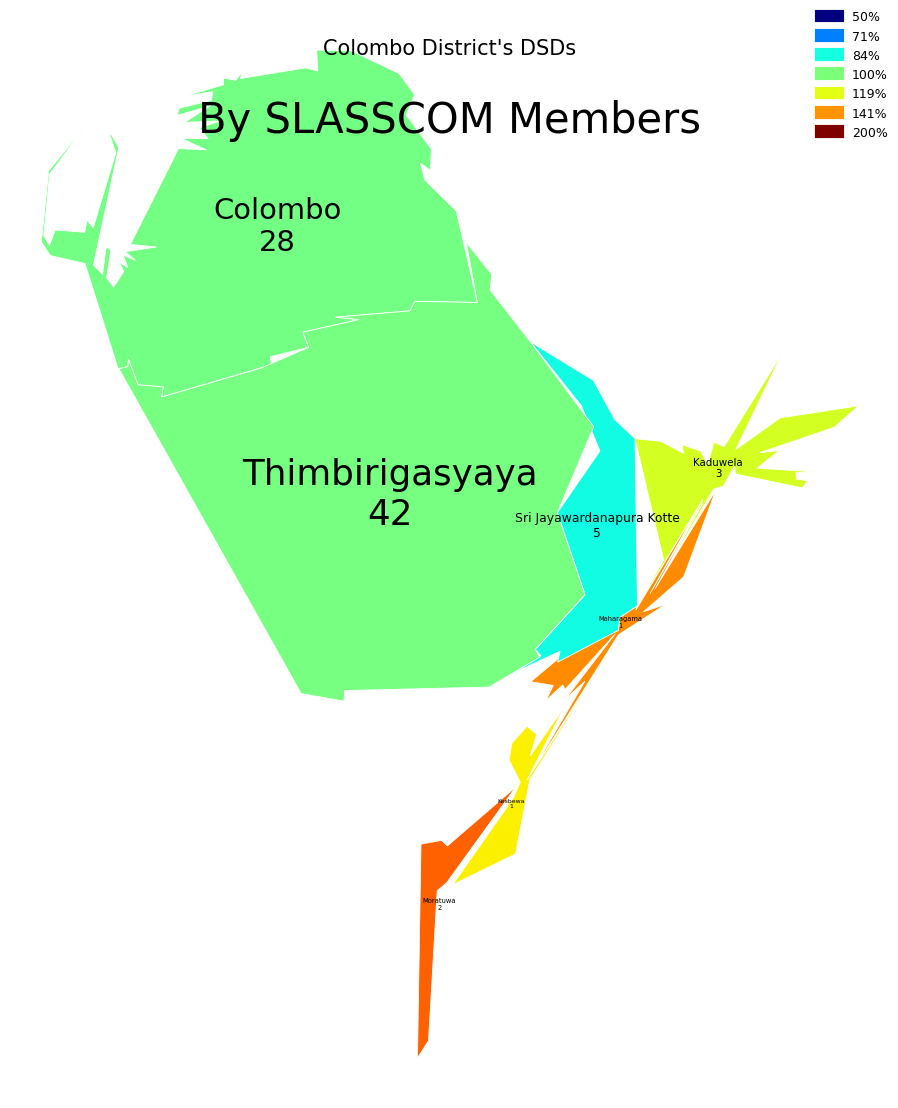 Colombo District's DSDs
By SLASSCOM Members
50%
71%
84%
100%
119%
141%
200%
Colombo
28
Thimbirigasyaya
42
Kaduwela
3
Sri Jayawardanapura Kotte
5
Maharagama
1
Kesbewa
1
Moratuwa
2